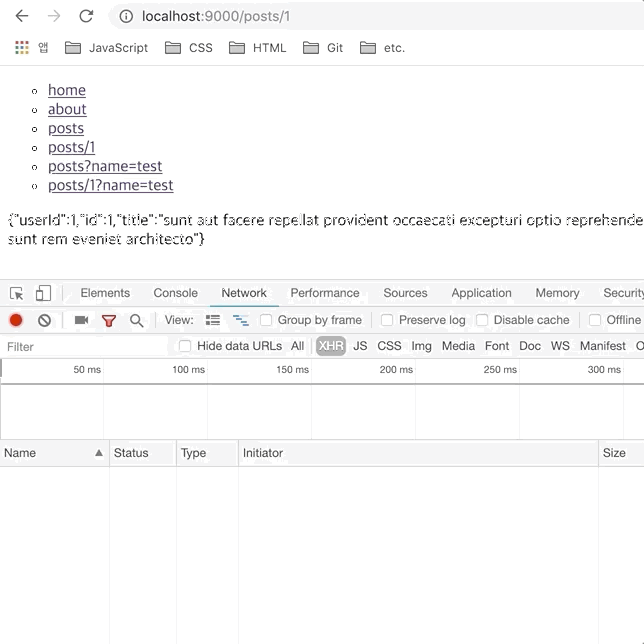 localhost:9000/posts/1
앱 JavaScript CSS HTML Git etc.
home
about
posts
posts/1
posts?name=test
posts/1?name=test
{"userId":1,"id":1,"title":"sunt aut facere repellat provident occaecati excepturi optio reprehende
sunt rem eveniet architecto"}
Elements Console Network Performance Sources Application Memory Security
View: Group by frame Preserve log Disable cache Offline
Filter Hide data URLs All XHR JS CSS Img Media Font Doc WS Manifest O
50 ms 100 ms 150 ms 200 ms 250 ms 300 ms
Name Status Type Initiator Size